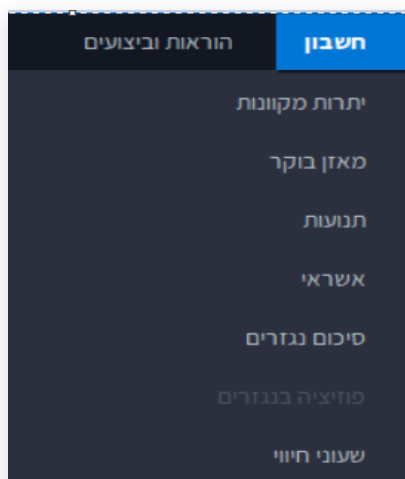 חשבון הוראות וביצועים
יתרות מקוונות
מאזן בוקר
תנועות
אשראי
סיכום נגזרים
פוזיציה בנגזרים
שעוני חיווי